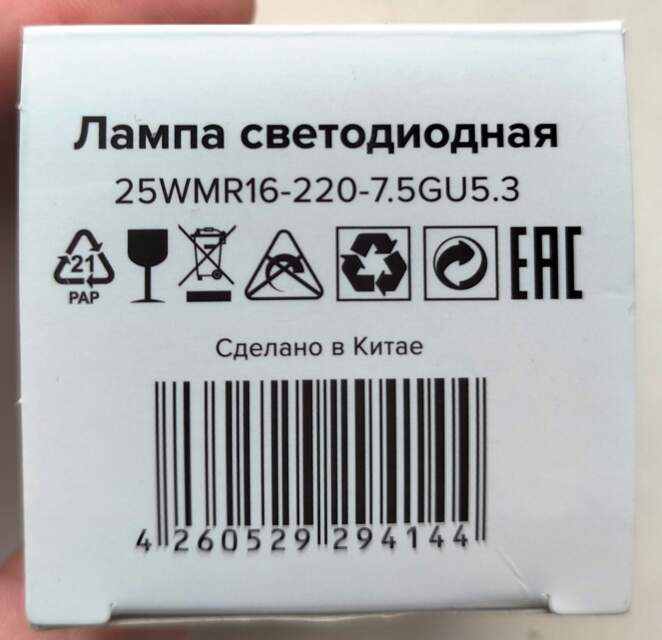 Лампа светодиодная
25WMR16-220-7.5GU5.3
21
PAP
EAC
Сделано в Китае
4 260529 294144